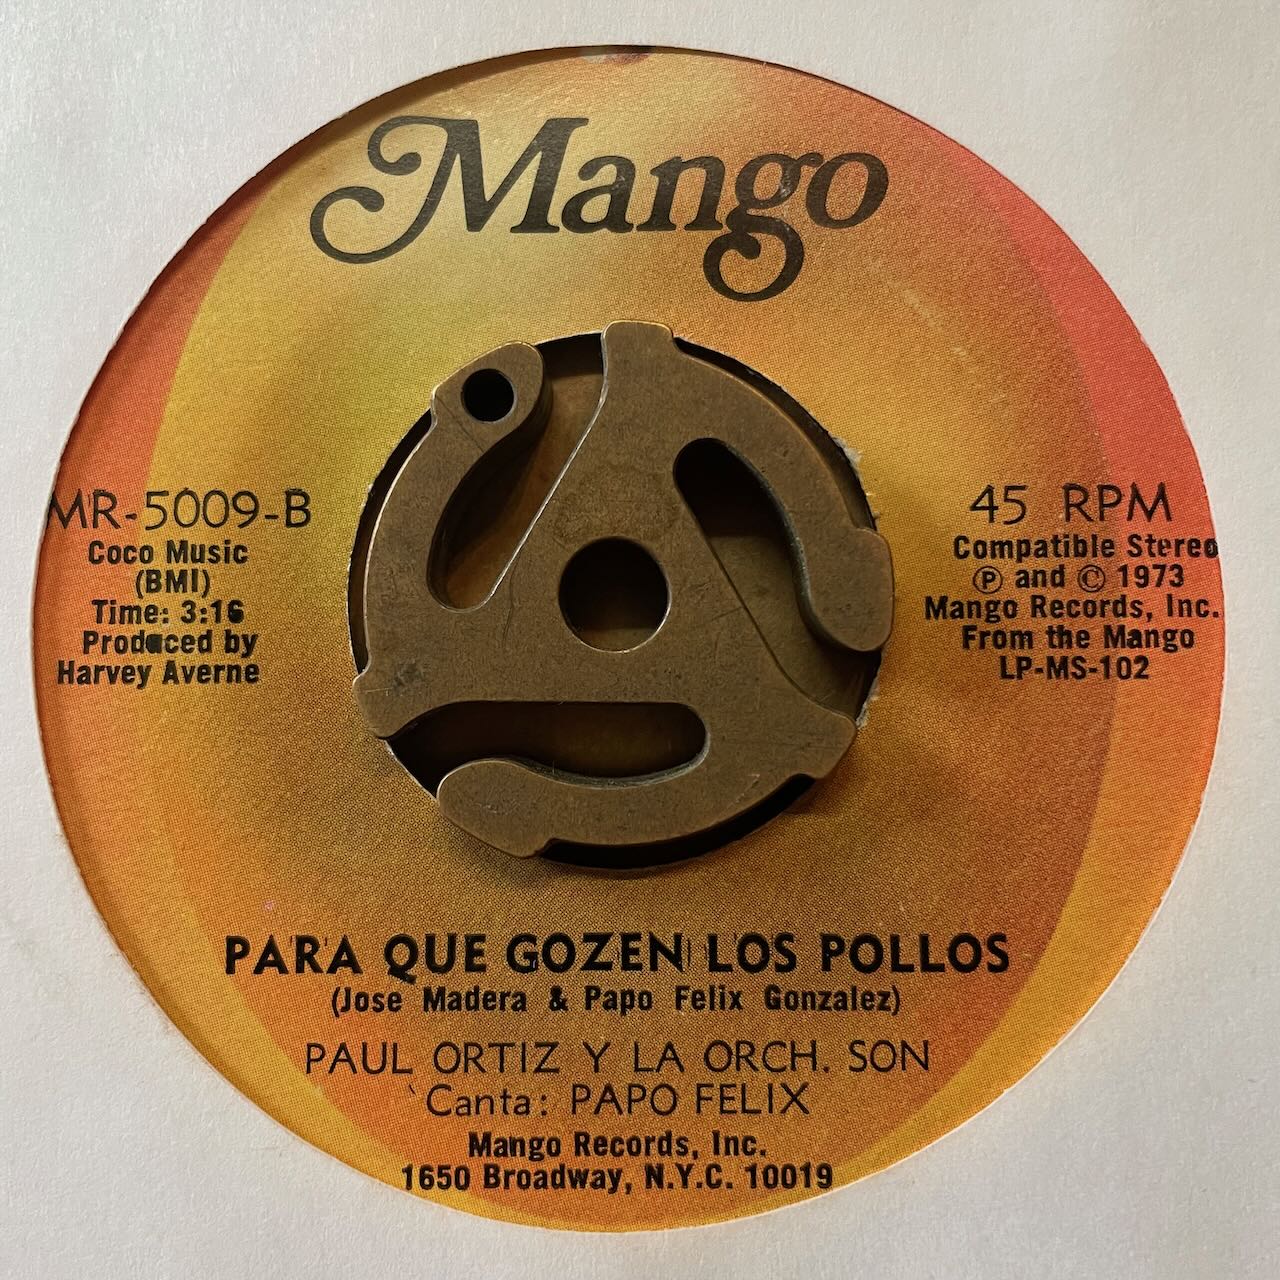 Mango
MR-5009-B
Coco Music
(BMI)
Time: 3:16
Produced by
Harvey Averne
45 RPM
Compatible Stereo
Ⓟ and © 1973
Mango Records, Inc.
From the Mango
LP-MS-102
PARA QUE GOZEN LOS POLLOS
(Jose Madera & Papo Felix Gonzalez)
PAUL ORTIZ Y LA ORCH. SON
Canta: PAPO FELIX
Mango Records, Inc.
1650 Broadway, N.Y.C. 10019